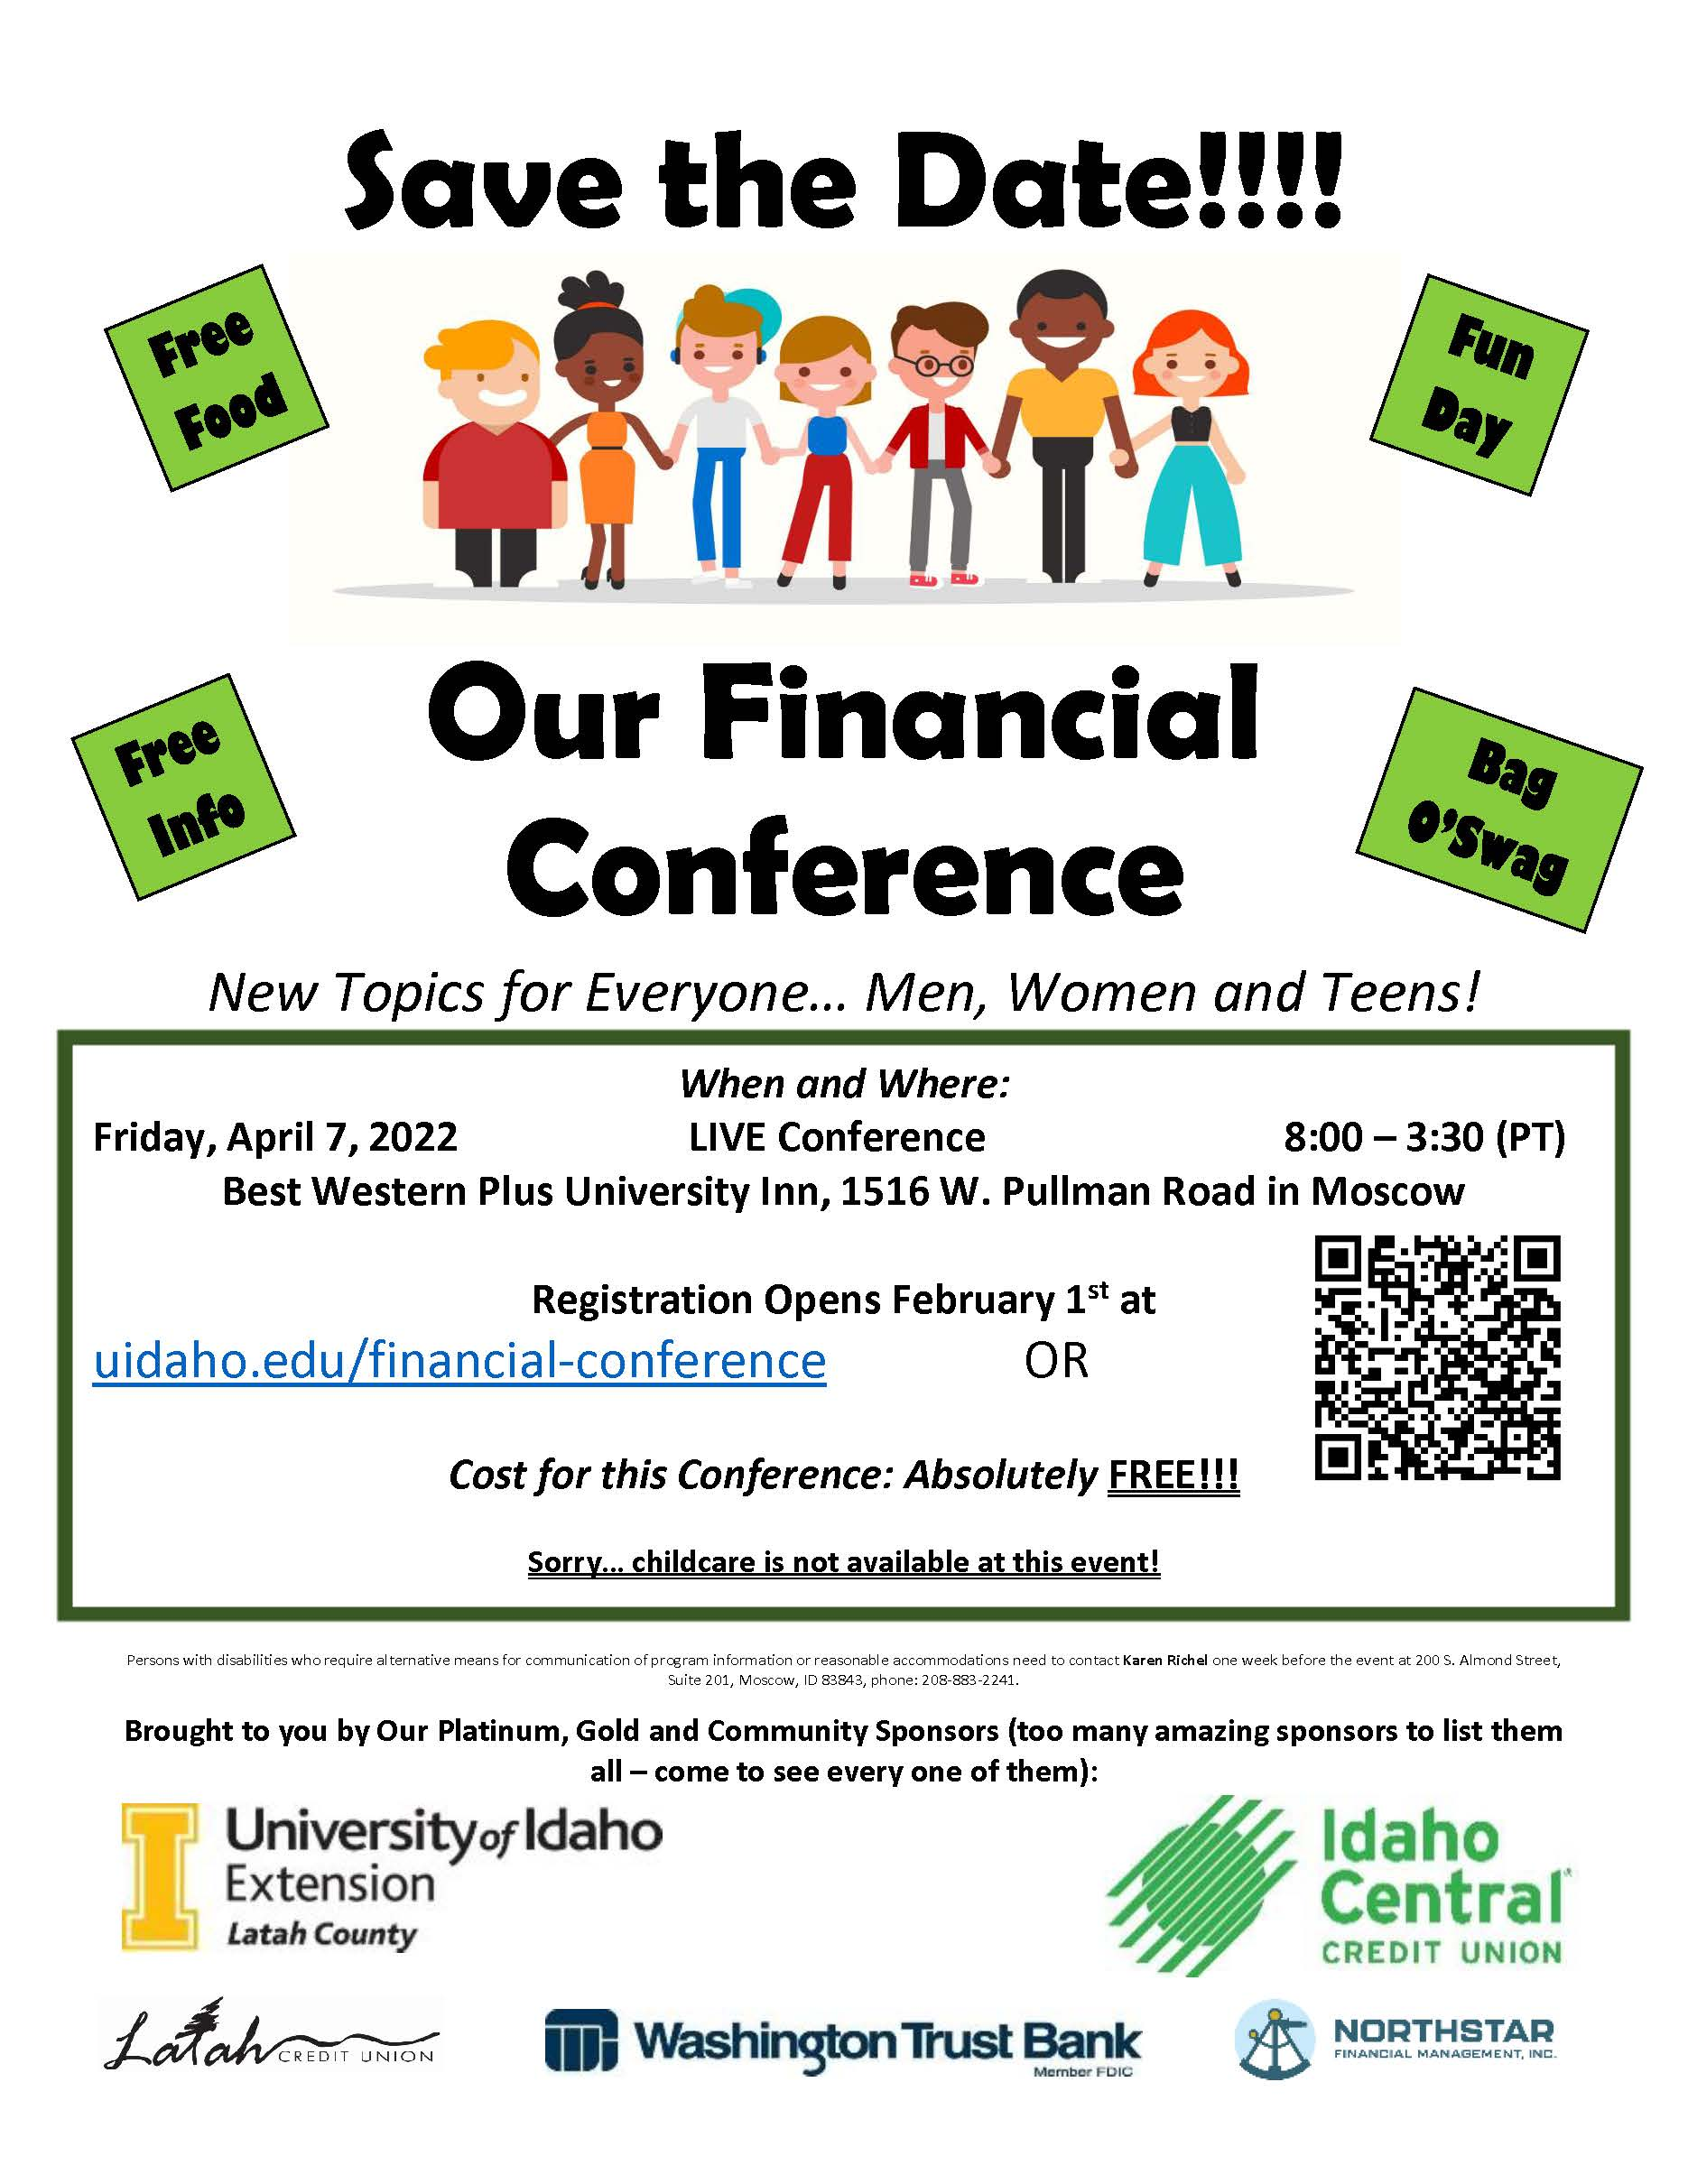 Save the Date!!!!
Free
Food
Fun
Day
Our Financial
Conference
Free
Info
Bag
O'Swag
New Topics for Everyone... Men, Women and Teens!
When and Where:
Friday, April 7, 2022 LIVE Conference 8:00 – 3:30 (PT)
Best Western Plus University Inn, 1516 W. Pullman Road in Moscow
Registration Opens February 1st at
uidaho.edu/financial-conference OR
Cost for this Conference: Absolutely FREE!!!
Sorry... childcare is not available at this event!
Persons with disabilities who require alternative means for communication of program information or reasonable accommodations need to contact Karen Richel one week before the event at 200 S. Almond Street,
Suite 201, Moscow, ID 83843, phone: 208-883-2241.
Brought to you by Our Platinum, Gold and Community Sponsors (too many amazing sponsors to list them
all – come to see every one of them):
I
University of Idaho
Extension
Latah County
Idaho
Central
CREDIT UNION
Latah
CREDIT UNION
Washington Trust Bank
Member FDIC
NORTHSTAR
FINANCIAL MANAGEMENT, INC.